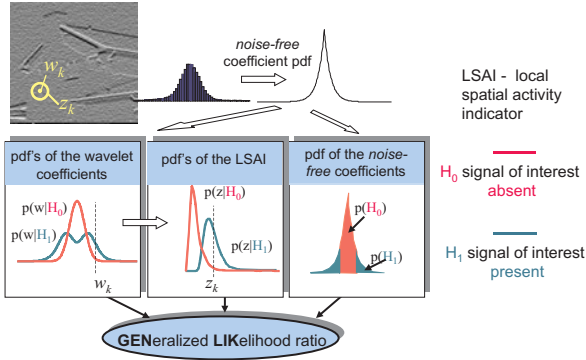 w_k
z_k
noise-free
coefficient pdf
LSAI - local
spatial activity
indicator
H_0 signal of interest
absent
H_1 signal of interest
present
pdf's of the wavelet
coefficients
p(w|H_0)
p(w|H_1)
w_k
pdf's of the LSAI
p(z|H_0)
p(z|H_1)
z_k
pdf of the noise-
free coefficients
p(H_0)
p(H_1)
GENeralized LIKelihood ratio